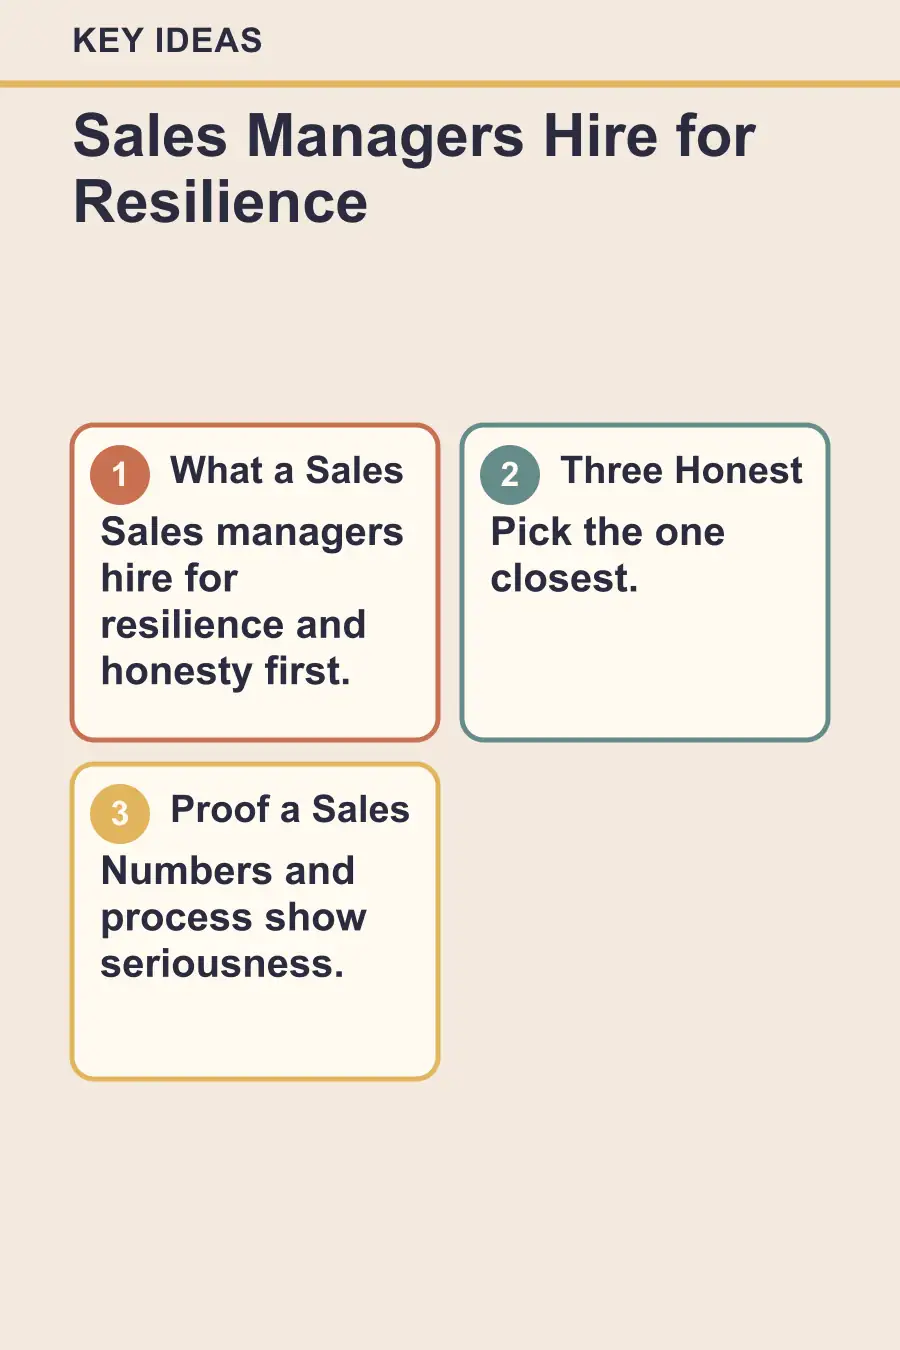 KEY IDEAS
Sales Managers Hire for
Resilience
1 What a Sales
Sales managers
hire for
resilience and
honesty first.
2 Three Honest
Pick the one
closest.
3 Proof a Sales
Numbers and
process show
seriousness.